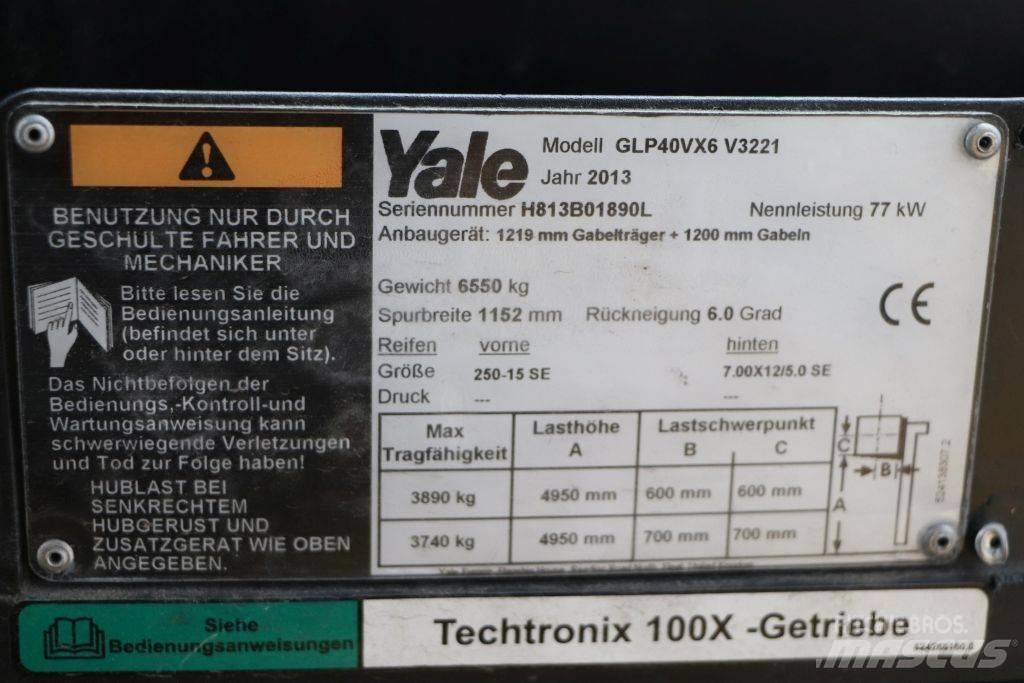 BENUTZUNG NUR DURCH
GESCHULTE FAHRER UND
MECHANIKER
Bitte lesen Sie die
Bedienungsanleitung
(befindet sich unter
oder hinter dem Sitz).
Das Nichtbefolgen der
Bedienungs,-Kontroll-und
Wartungsanweisung kann
schwerwiegende Verletzungen
und Tod zur Folge haben!
HUBLAST BEI
SENKRECHTEM
HUBGERUST UND
ZUSATZGERAT WIE OBEN
ANGEGEBEN.
Yale
Modell GLP40VX6 V3221
Jahr 2013
Seriennummer H813B01890L Nennleistung 77 kW
Anbaugerät: 1219 mm Gabelträger + 1200 mm Gabeln
Gewicht 6550 kg
Spurbreite 1152 mm Rückneigung 6.0 Grad
CE
Reifen vorne hinten
Größe 250-15 SE 7.00X12/5.0 SE
Druck --- ---
Max Lasthöhe Lastschwerpunkt
Tragfähigkeit A B C
3890 kg 4950 mm 600 mm 600 mm
3740 kg 4950 mm 700 mm 700 mm
C
B
A
Siehe
Bedienungsanweisungen
Techtronix 100X -Getriebe
MASCUS